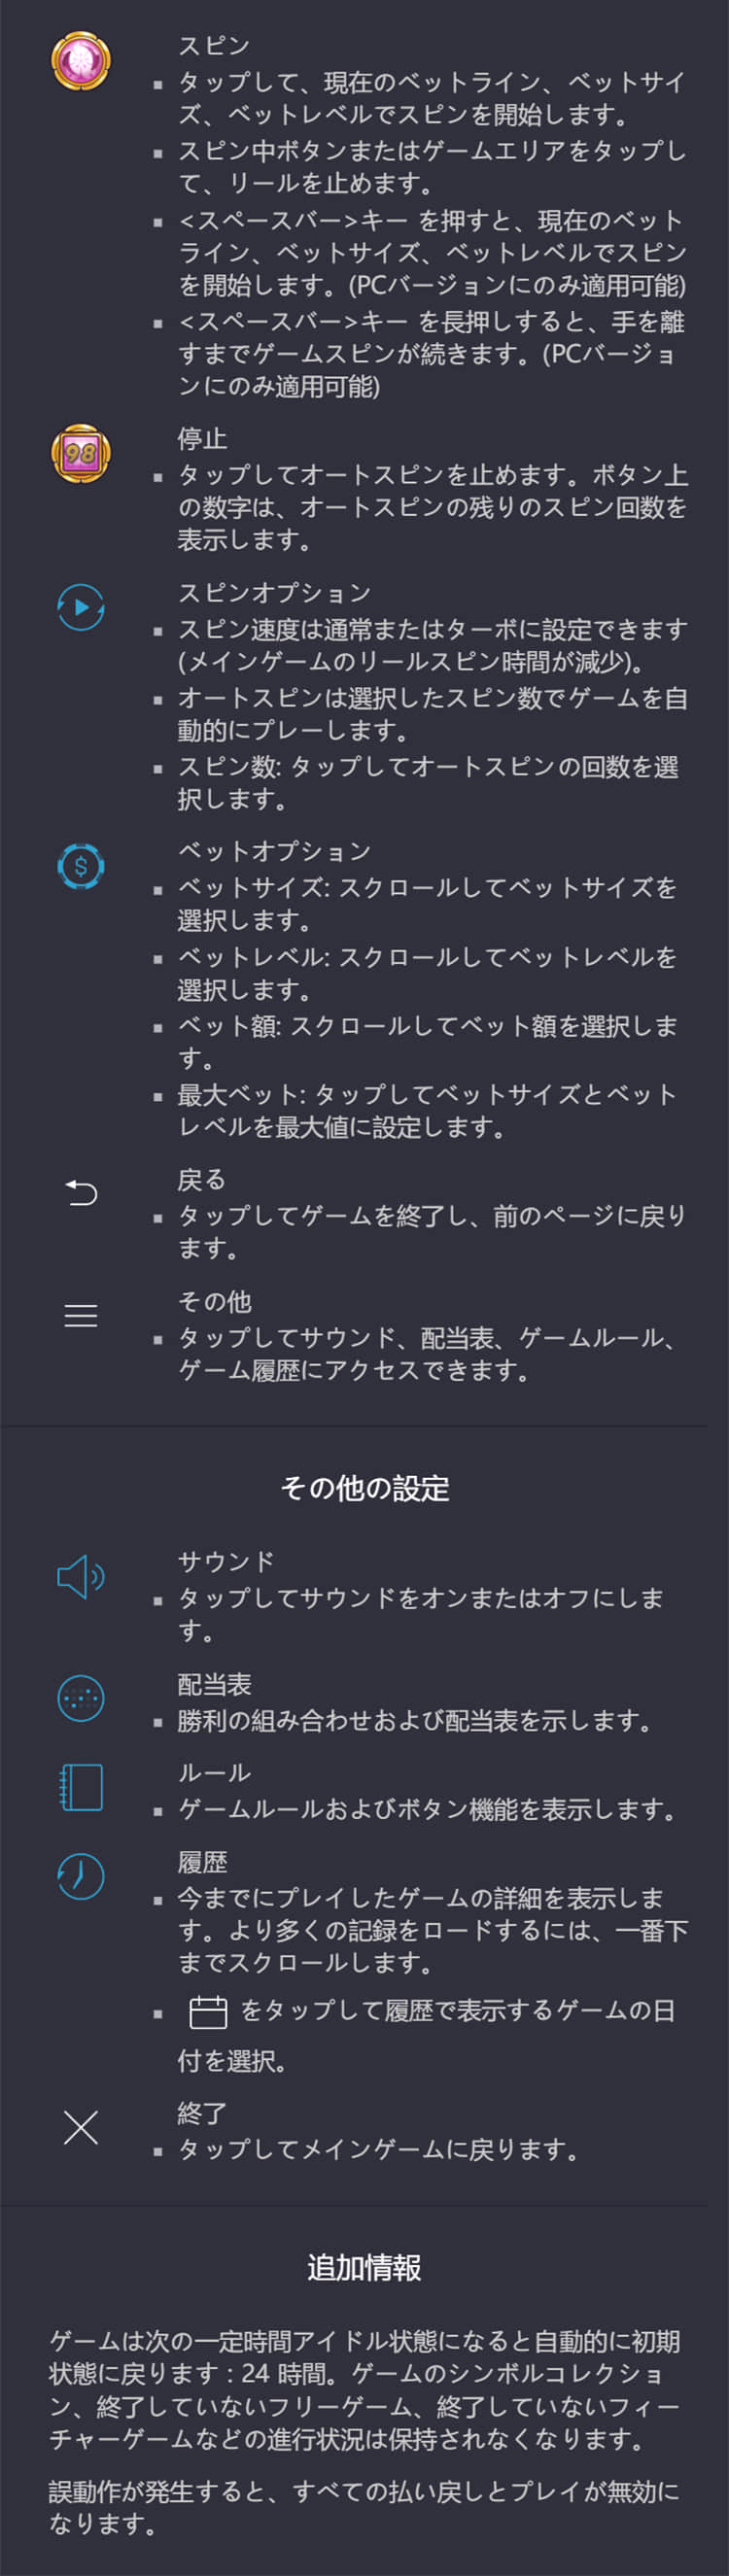 スピン
▪ タップして、現在のベットライン、ベットサイ
ズ、ベットレベルでスピンを開始します。
▪ スピン中ボタンまたはゲームエリアをタップし
て、リールを止めます。
▪ <スペースバー>キー を押すと、現在のベット
ライン、ベットサイズ、ベットレベルでスピン
を開始します。(PCバージョンにのみ適用可能)
▪ <スペースバー>キー を長押しすると、手を離
すまでゲームスピンが続きます。(PCバージョ
ンにのみ適用可能)
98
停止
▪ タップしてオートスピンを止めます。ボタン上
の数字は、オートスピンの残りのスピン回数を
表示します。
スピンオプション
▪ スピン速度は通常またはターボに設定できます
(メインゲームのリールスピン時間が減少)。
▪ オートスピンは選択したスピン数でゲームを自
動的にプレーします。
▪ スピン数: タップしてオートスピンの回数を選
択します。
$
ベットオプション
▪ ベットサイズ: スクロールしてベットサイズを
選択します。
▪ ベットレベル: スクロールしてベットレベルを
選択します。
▪ ベット額: スクロールしてベット額を選択しま
す。
▪ 最大ベット: タップしてベットサイズとベット
レベルを最大値に設定します。
戻る
▪ タップしてゲームを終了し、前のページに戻り
ます。
その他
▪ タップしてサウンド、配当表、ゲームルール、
ゲーム履歴にアクセスできます。
その他の設定
サウンド
▪ タップしてサウンドをオンまたはオフにしま
す。
配当表
▪ 勝利の組み合わせおよび配当表を示します。
ルール
▪ ゲームルールおよびボタン機能を表示します。
履歴
▪ 今までにプレイしたゲームの詳細を表示しま
す。より多くの記録をロードするには、一番下
までスクロールします。
▪ をタップして履歴で表示するゲームの日
付を選択。
終了
▪ タップしてメインゲームに戻ります。
追加情報
ゲームは次の一定時間アイドル状態になると自動的に初期
状態に戻ります : 24 時間。ゲームのシンボルコレクショ
ン、終了していないフリーゲーム、終了していないフィー
チャーゲームなどの進行状況は保持されなくなります。
誤動作が発生すると、すべての払い戻しとプレイが無効に
なります。